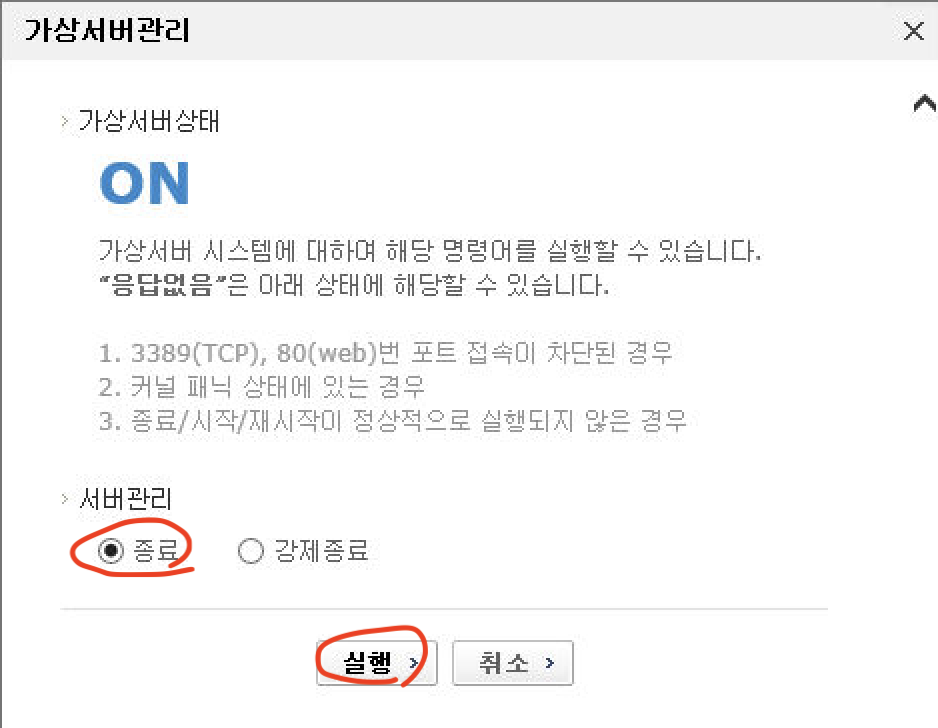 가상서버관리
가상서버상태
ON
가상서버 시스템에 대하여 해당 명령어를 실행할 수 있습니다.
"응답없음"은 아래 상태에 해당할 수 있습니다.
1. 3389(TCP), 80(web)번 포트 접속이 차단된 경우
2. 커널 패닉 상태에 있는 경우
3. 종료/시작/재시작이 정상적으로 실행되지 않은 경우
서버관리
종료 강제종료
실행 취소